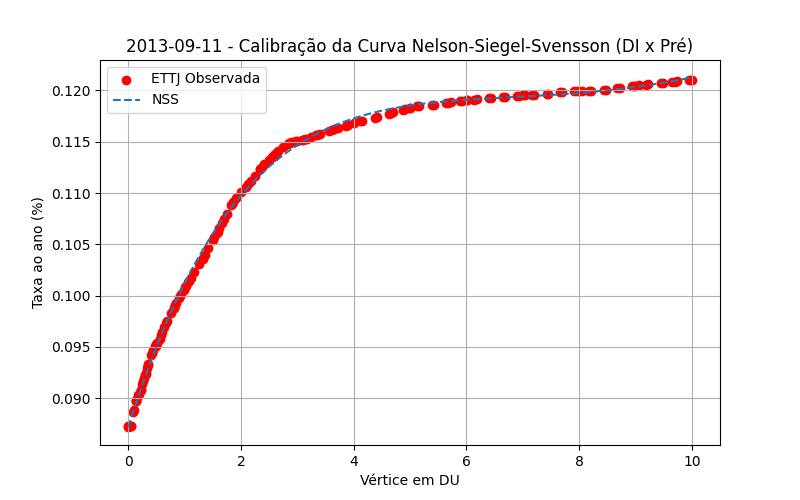 2013-09-11 - Calibração da Curva Nelson-Siegel-Svensson (DI x Pré)
ETTJ Observada
NSS
Taxa ao ano (%)
0.120
0.115
0.110
0.105
0.100
0.095
0.090
0 2 4 6 8 10
Vértice em DU